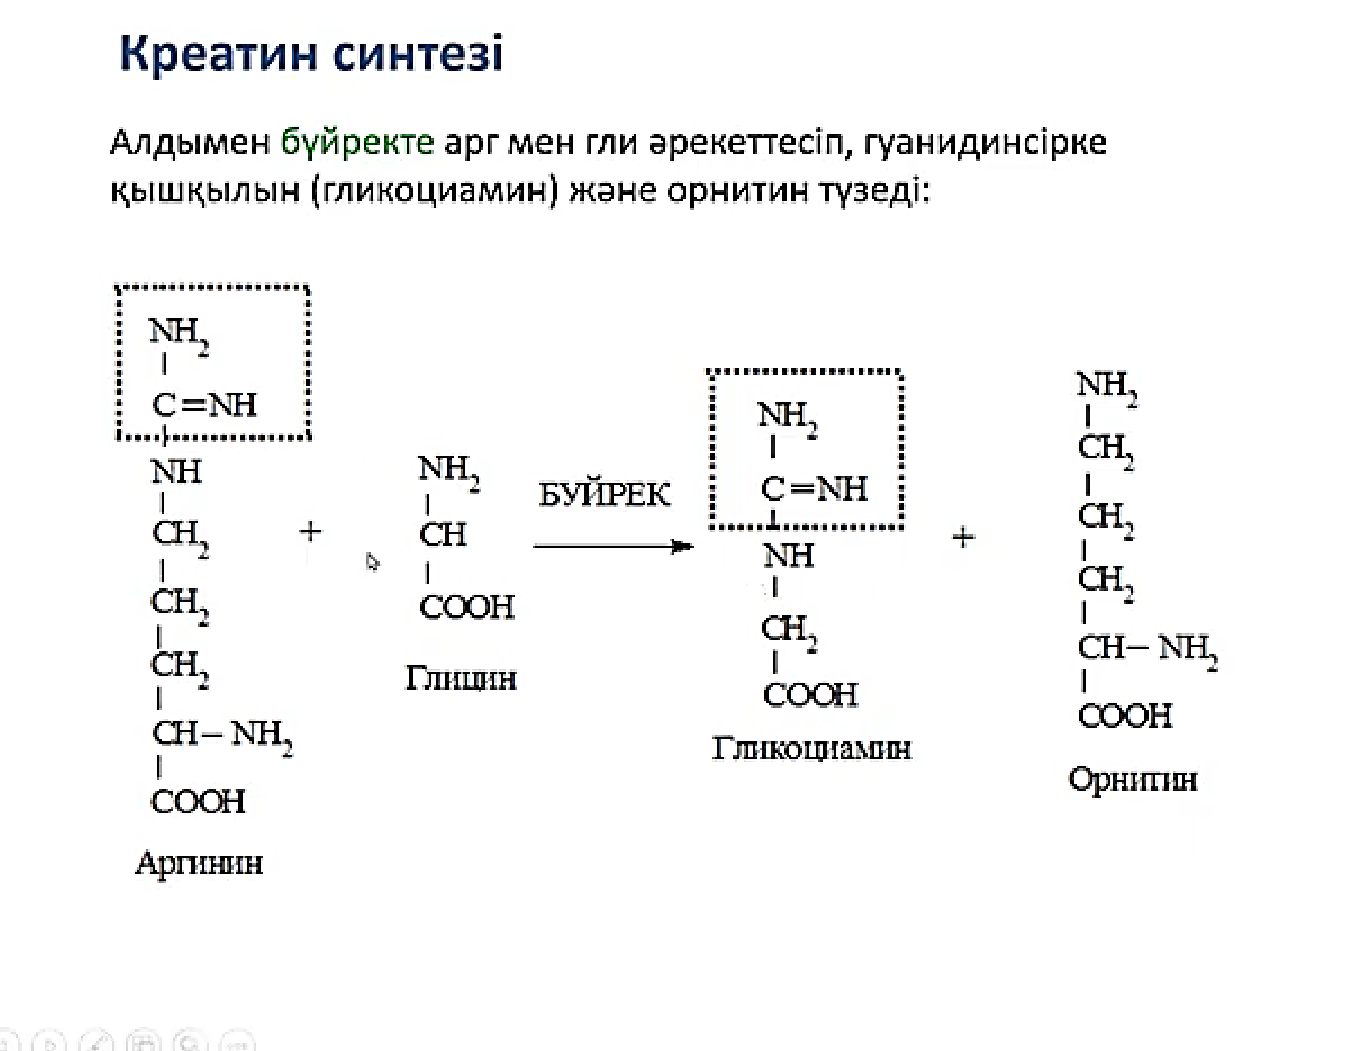 Креатин синтезі
Алдымен бүйректе арг мен гли әрекеттесіп, гуанидинсірке
қышқылын (гликоциамин) және орнитин түзеді:
NH₂
C=NH
NH
CH₂
CH₂
CH₂
CH–NH₂
COOH
Аргинин
+
NH₂
CH
COOH
Глицин
БУЙРЕК
NH₂
C=NH
NH
CH₂
COOH
Гликоциамин
+
NH₂
CH₂
CH₂
CH₂
CH–NH₂
COOH
Орнитин